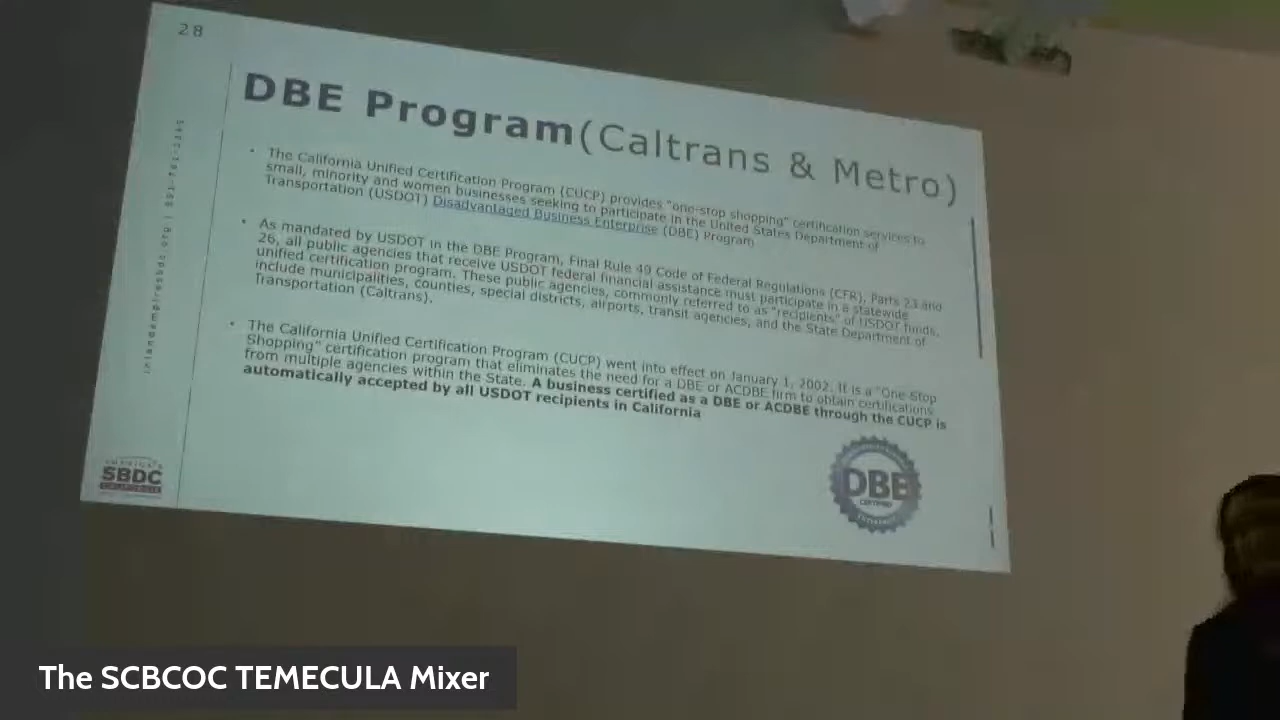 28
DBE Program(Caltrans & Metro)
• The California Unified Certification Program (CUCP) provides "one-stop shopping" certification services to
small, minority and women businesses seeking to participate in the United States Department of
Transportation (USDOT) Disadvantaged Business Enterprise (DBE) Program
• As mandated by USDOT in the DBE Program, Final Rule 49 Code of Federal Regulations (CFR), Parts 23 and
26, all public agencies that receive USDOT federal financial assistance must participate in a statewide
unified certification program. These public agencies, commonly referred to as "recipients" of USDOT funds,
include municipalities, counties, special districts, airports, transit agencies, and the State Department of
Transportation (Caltrans).
• The California Unified Certification Program (CUCP) went into effect on January 1, 2002. It is a "One Stop
Shopping" certification program that eliminates the need for a DBE or ACDBE firm to obtain certifications
from multiple agencies within the State. A business certified as a DBE or ACDBE through the CUCP is
automatically accepted by all USDOT recipients in California
inlandempiresbdc.org |
SBDC
CALIFORNIA
DBE
CERTIFIED
The SCBCOC TEMECULA Mixer